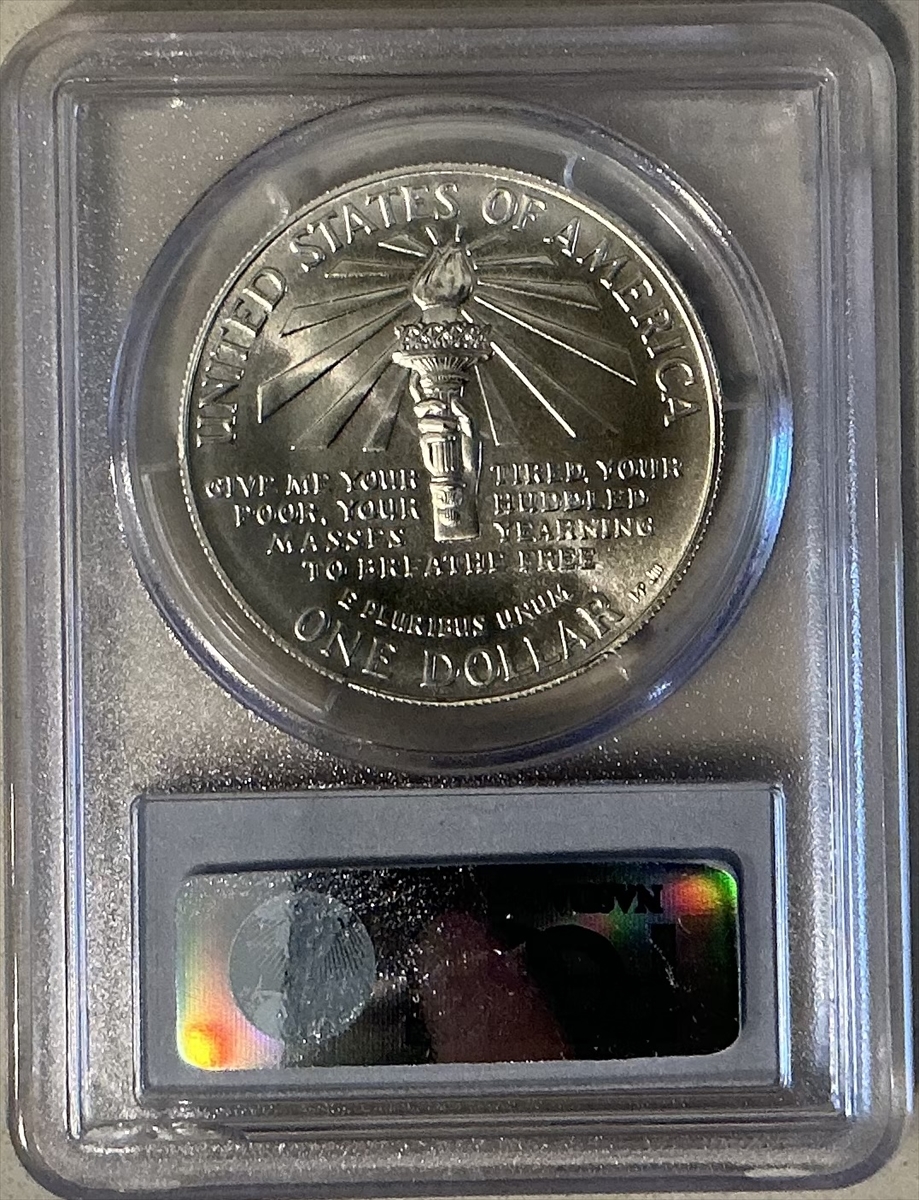 UNITED STATES OF AMERICA
GIVE ME YOUR TIRED, YOUR
POOR, YOUR HUDDLED
MASSES YEARNING
TO BREATHE FREE
E PLURIBUS UNUM
ONE DOLLAR